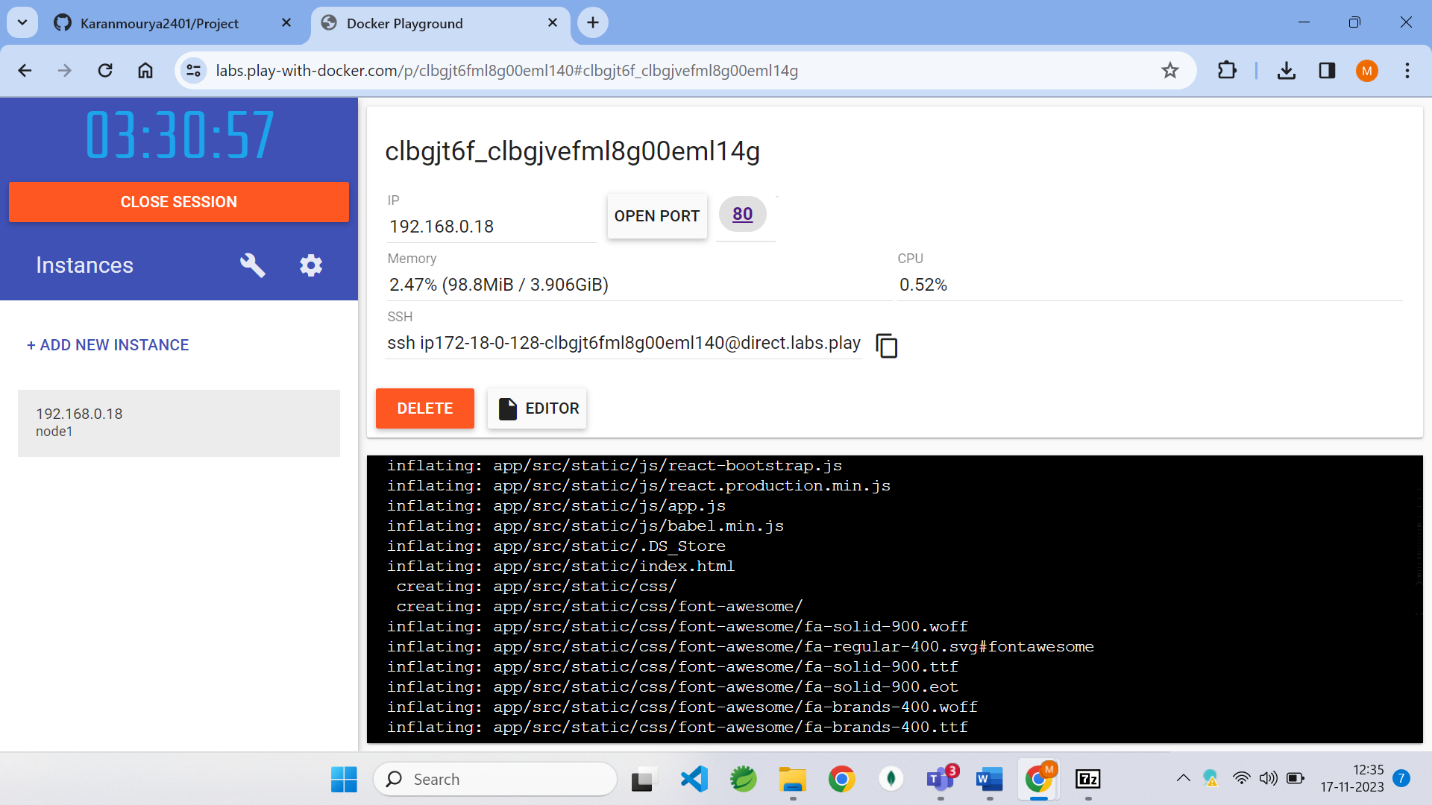 Karanmourya2401/Project
Docker Playground
labs.play-with-docker.com/p/clbgjt6fml8g00eml140#clbgjt6f_clbgjvefml8g00eml14g
M
03:30:57
CLOSE SESSION
Instances
+ ADD NEW INSTANCE
192.168.0.18
node1
clbgjt6f_clbgjvefml8g00eml14g
IP
192.168.0.18
OPEN PORT
80
Memory
2.47% (98.8MiB / 3.906GiB)
CPU
0.52%
SSH
ssh ip172-18-0-128-clbgjt6fml8g00eml140@direct.labs.play
DELETE
EDITOR
inflating: app/src/static/js/react-bootstrap.js
inflating: app/src/static/js/react.production.min.js
inflating: app/src/static/js/app.js
inflating: app/src/static/js/babel.min.js
inflating: app/src/static/.DS_Store
inflating: app/src/static/index.html
creating: app/src/static/css/
creating: app/src/static/css/font-awesome/
inflating: app/src/static/css/font-awesome/fa-solid-900.woff
inflating: app/src/static/css/font-awesome/fa-regular-400.svg#fontawesome
inflating: app/src/static/css/font-awesome/fa-solid-900.ttf
inflating: app/src/static/css/font-awesome/fa-solid-900.eot
inflating: app/src/static/css/font-awesome/fa-brands-400.woff
inflating: app/src/static/css/font-awesome/fa-brands-400.ttf
Search
3
M
7z
12:35
17-11-2023
7